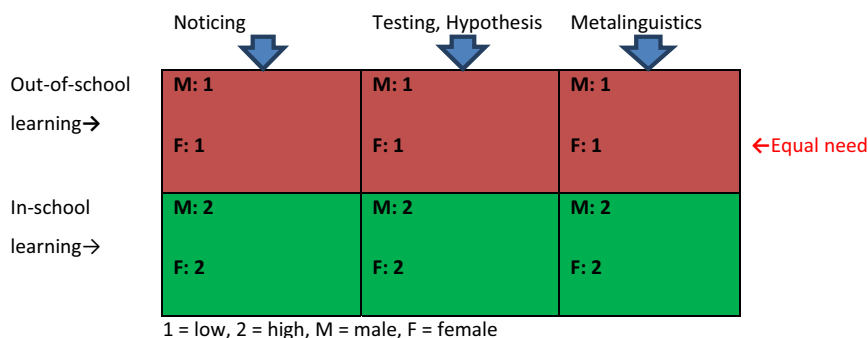 Noticing Testing, Hypothesis Metalinguistics
Out-of-school M: 1 M: 1 M: 1
learning→
F: 1 F: 1 F: 1 ←Equal need
In-school M: 2 M: 2 M: 2
learning→
F: 2 F: 2 F: 2
1 = low, 2 = high, M = male, F = female